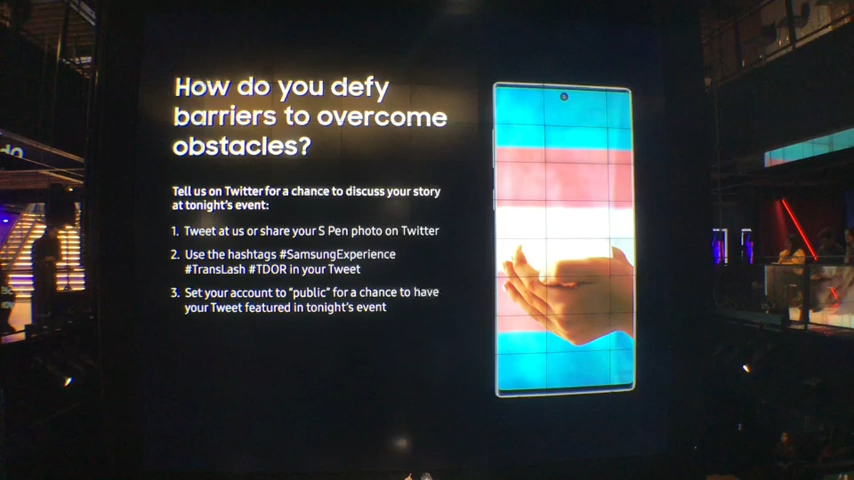 How do you defy
barriers to overcome
obstacles?
Tell us on Twitter for a chance to discuss your story
at tonight's event:
1. Tweet at us or share your S Pen photo on Twitter
2. Use the hashtags #SamsungExperience
#TransLash #TDOR in your Tweet
3. Set your account to "public" for a chance to have
your Tweet featured in tonight's event